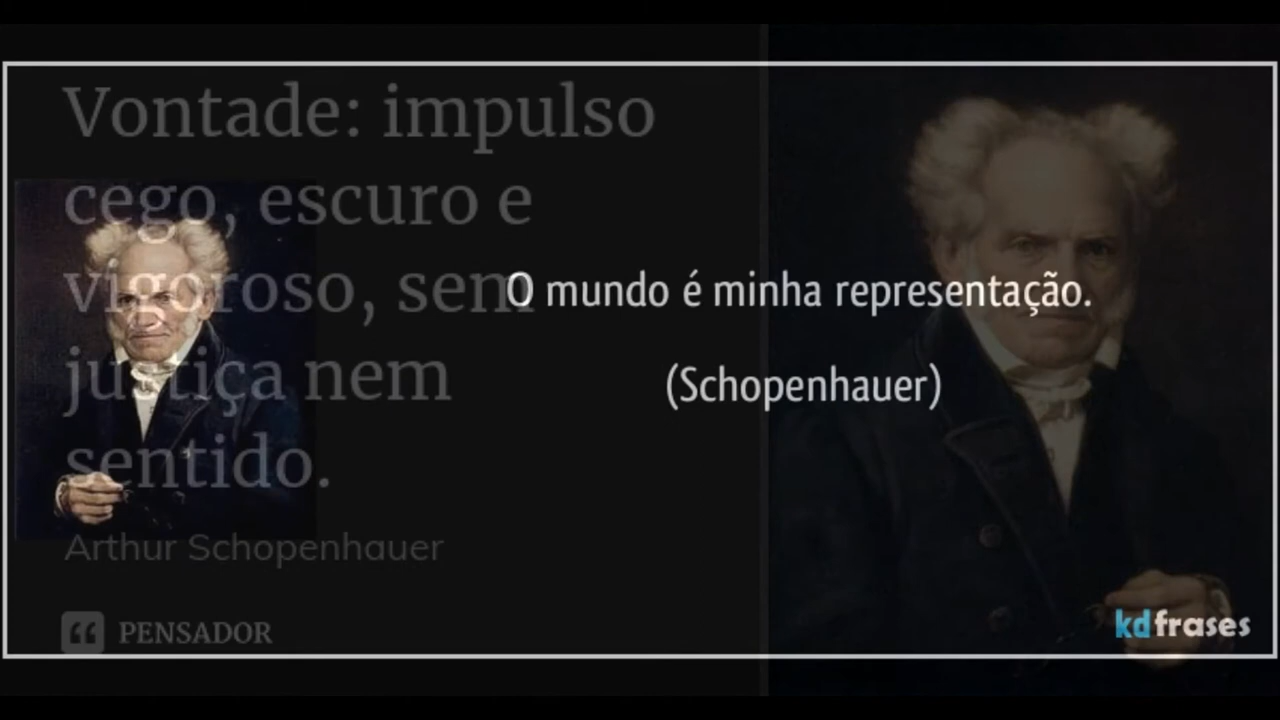 Vontade: impulso
cego, escuro e
vigoroso, sem
justiça nem
sentido.
Arthur Schopenhauer
PENSADOR
O mundo é minha representação.
(Schopenhauer)
kdfrases